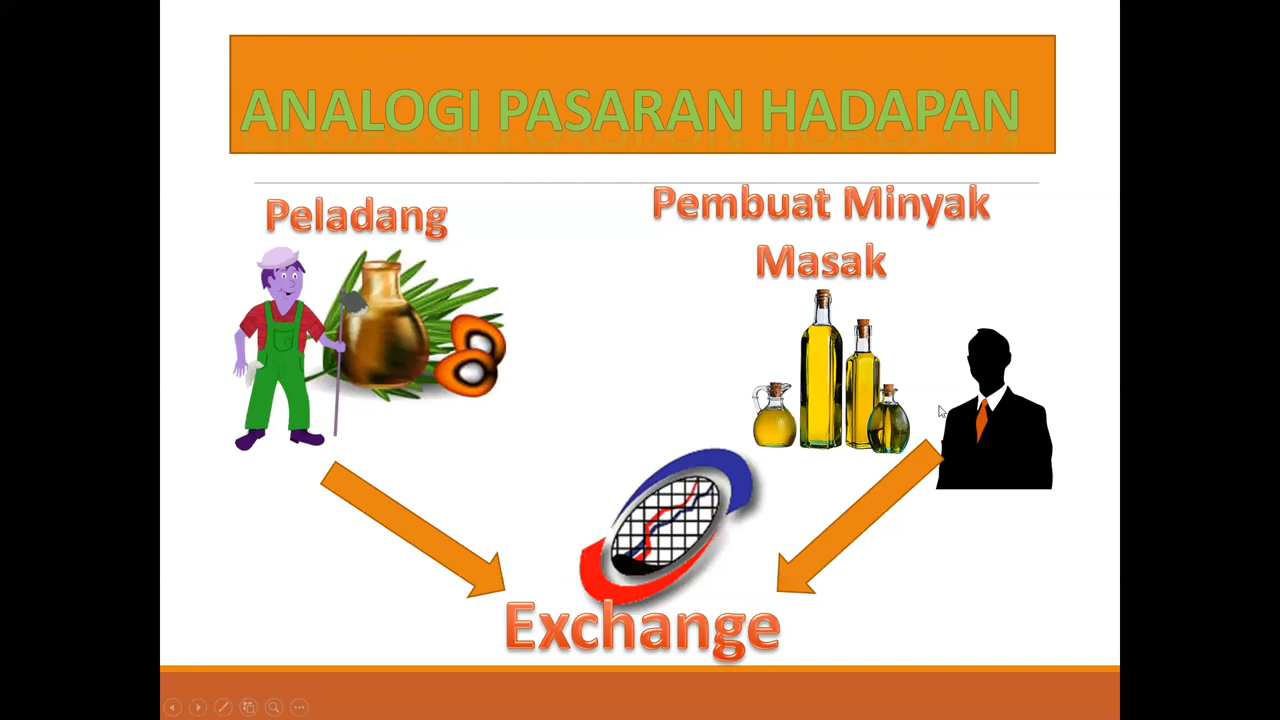 ANALOGI PASARAN HADAPAN
Peladang
Pembuat Minyak
Masak
Exchange